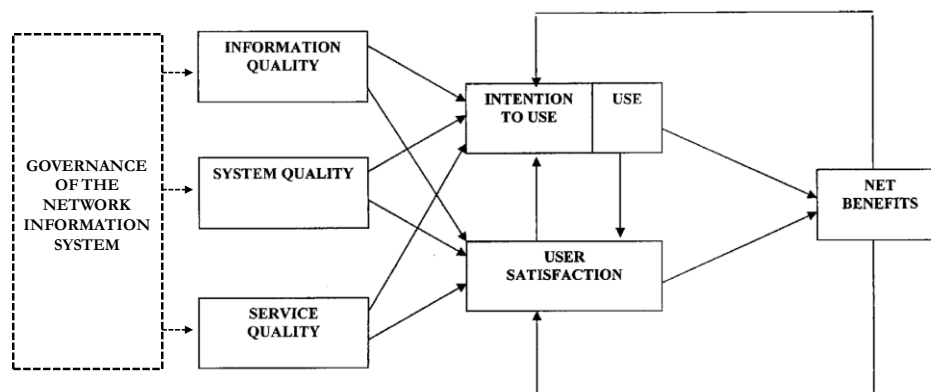 GOVERNANCE
OF THE
NETWORK
INFORMATION
SYSTEM
INFORMATION
QUALITY
SYSTEM QUALITY
SERVICE
QUALITY
INTENTION
TO USE
USE
USER
SATISFACTION
NET
BENEFITS